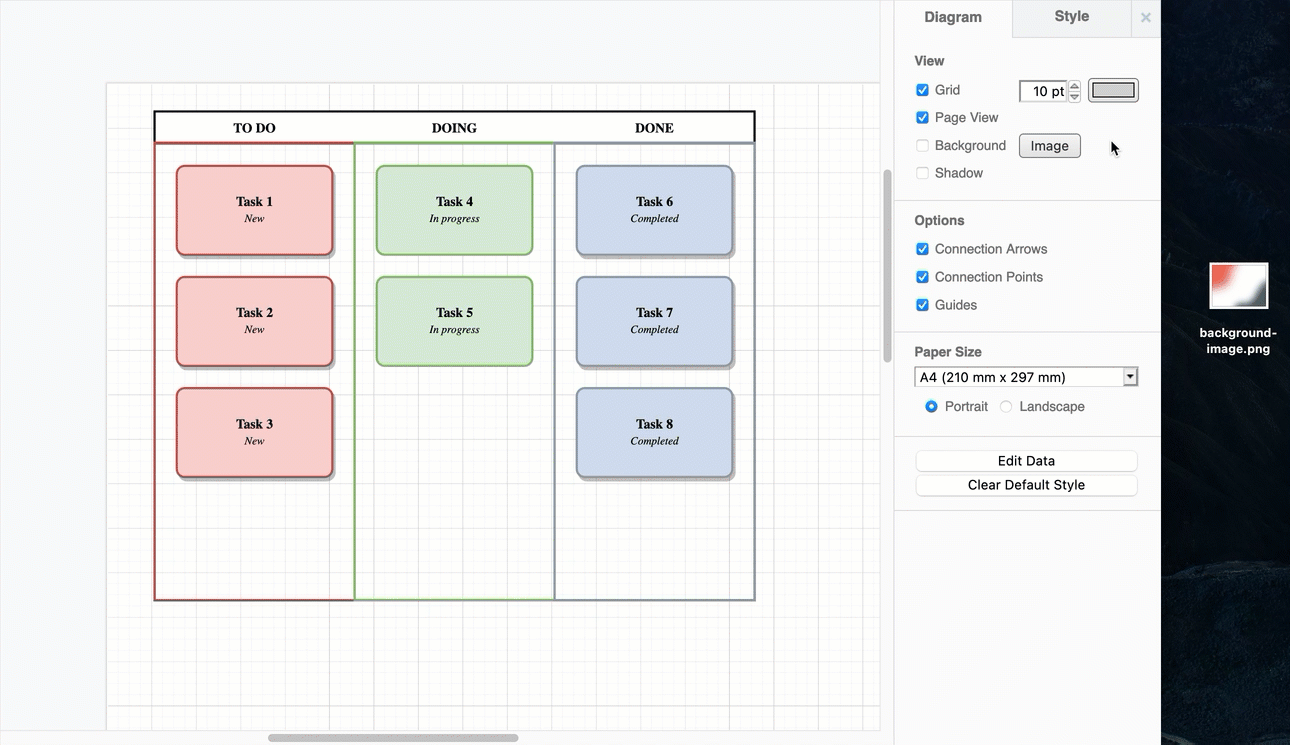 Diagram
Style
View
Grid
10 pt
Page View
Background
Image
Shadow
Options
Connection Arrows
Connection Points
Guides
Paper Size
A4 (210 mm x 297 mm)
Portrait
Landscape
Edit Data
Clear Default Style
TO DO
DOING
DONE
Task 1
New
Task 4
In progress
Task 6
Completed
Task 2
New
Task 5
In progress
Task 7
Completed
Task 3
New
Task 8
Completed
background-
image.png